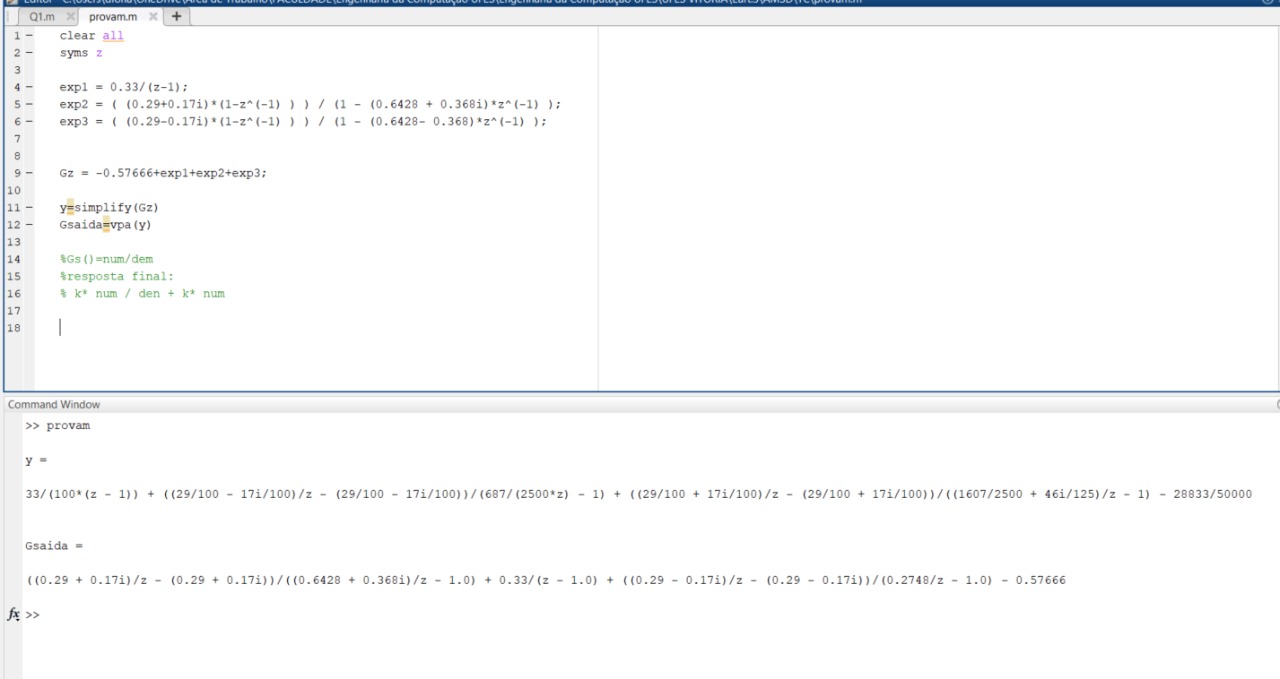 Q1.m
provam.m
1 clear all
2 syms z
3
4 exp1 = 0.33/(z-1);
5 exp2 = ( (0.29+0.17i)*(1-z^(-1) ) ) / (1 - (0.6428 + 0.368i)*z^(-1) );
6 exp3 = ( (0.29-0.17i)*(1-z^(-1) ) ) / (1 - (0.6428- 0.368)*z^(-1) );
7
8
9 Gz = -0.57666+exp1+exp2+exp3;
10
11 y=simplify(Gz)
12 Gsaida=vpa(y)
13
14 %Gs()=num/dem
15 %resposta final:
16 % k* num / den + k* num
17
18
Command Window
>> provam
y =
33/(100*(z - 1)) + ((29/100 - 17i/100)/z - (29/100 - 17i/100))/(687/(2500*z) - 1) + ((29/100 + 17i/100)/z - (29/100 + 17i/100))/((1607/2500 + 46i/125)/z - 1) - 28833/50000
Gsaida =
((0.29 + 0.17i)/z - (0.29 + 0.17i))/((0.6428 + 0.368i)/z - 1.0) + 0.33/(z - 1.0) + ((0.29 - 0.17i)/z - (0.29 - 0.17i))/(0.2748/z - 1.0) - 0.57666
fx >>